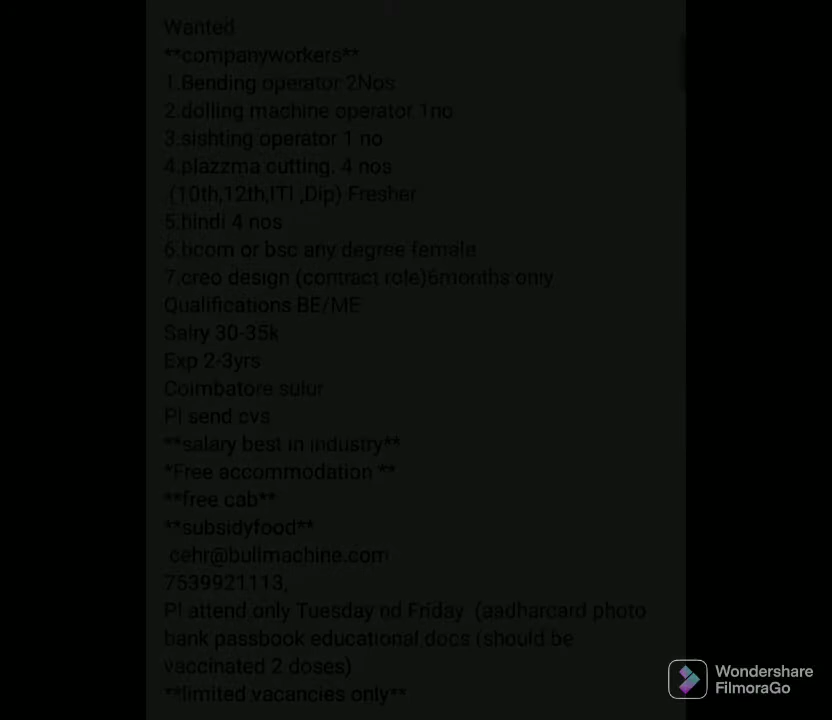 Wanted
**companyworkers**
1.Bending operator 2Nos
2.dolling machine operator 1no
3.sishting operator 1 no
4.plazzma cutting. 4 nos
(10th,12th,ITI ,Dip) Fresher
5.hindi 4 nos
6.bcom or bsc any degree female
7.creo design (contract role)6months only
Qualifications BE/ME
Salry 30-35k
Exp 2-3yrs
Coimbatore sulur
Pl send cvs
**salary best in industry**
*Free accommodation **
**free cab**
**subsidyfood**
cehr@bullmachine.com
7539921113,
Pl attend only Tuesday nd Friday (aadharcard photo
bank passbook educational docs (should be
vaccinated 2 doses)
**limited vacancies only**
Wondershare
FilmoraGo